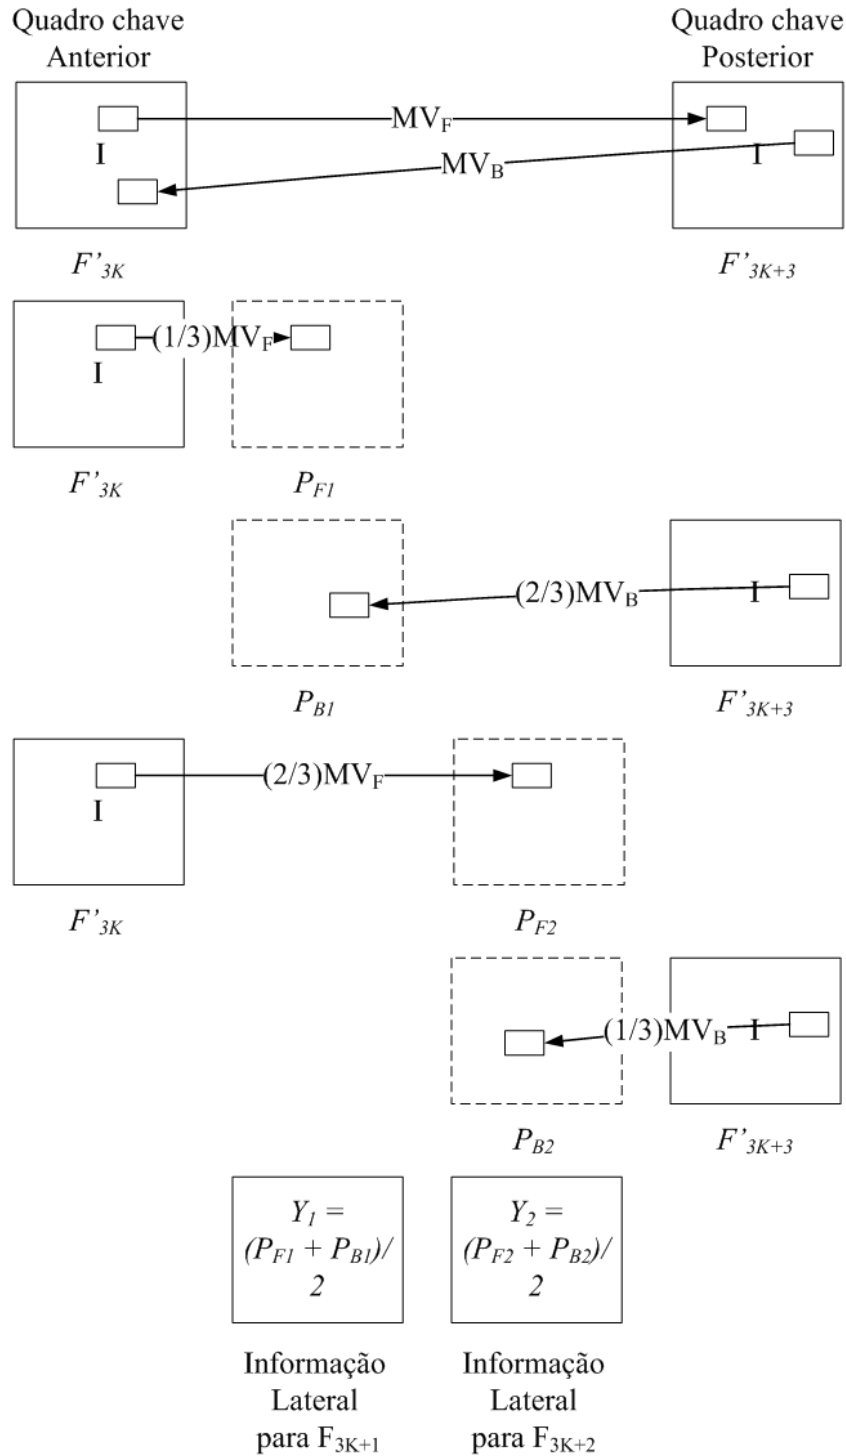 Quadro chave
Anterior
Quadro chave
Posterior
MV_F
I
I
MV_B
F'_3K
F'_3K+3
(1/3)MV_F
I
F'_3K
P_F1
(2/3)MV_B
I
P_B1
F'_3K+3
(2/3)MV_F
I
F'_3K
P_F2
(1/3)MV_B
I
P_B2
F'_3K+3
Y_1 =
(P_F1 + P_B1)/
2
Y_2 =
(P_F2 + P_B2)/
2
Informação
Lateral
para F_3K+1
Informação
Lateral
para F_3K+2